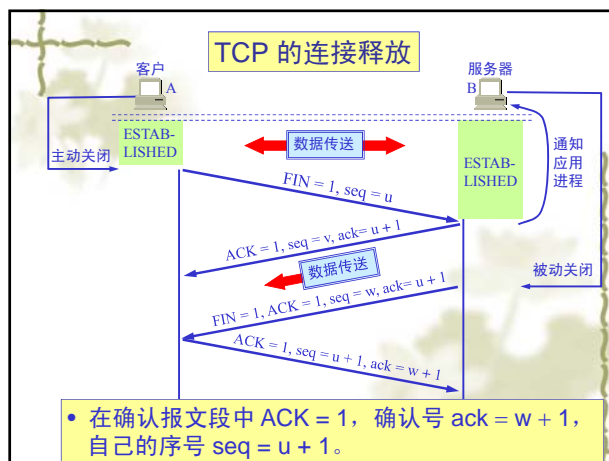 TCP 的连接释放
客户
A
服务器
B
ESTAB-
LISHED
主动关闭
数据传送
ESTAB-
LISHED
通知
应用
进程
FIN = 1, seq = u
ACK = 1, seq = v, ack= u + 1
数据传送
被动关闭
FIN = 1, ACK = 1, seq = w, ack= u + 1
ACK = 1, seq = u + 1, ack = w + 1
• 在确认报文段中 ACK = 1，确认号 ack = w + 1，
自己的序号 seq = u + 1。